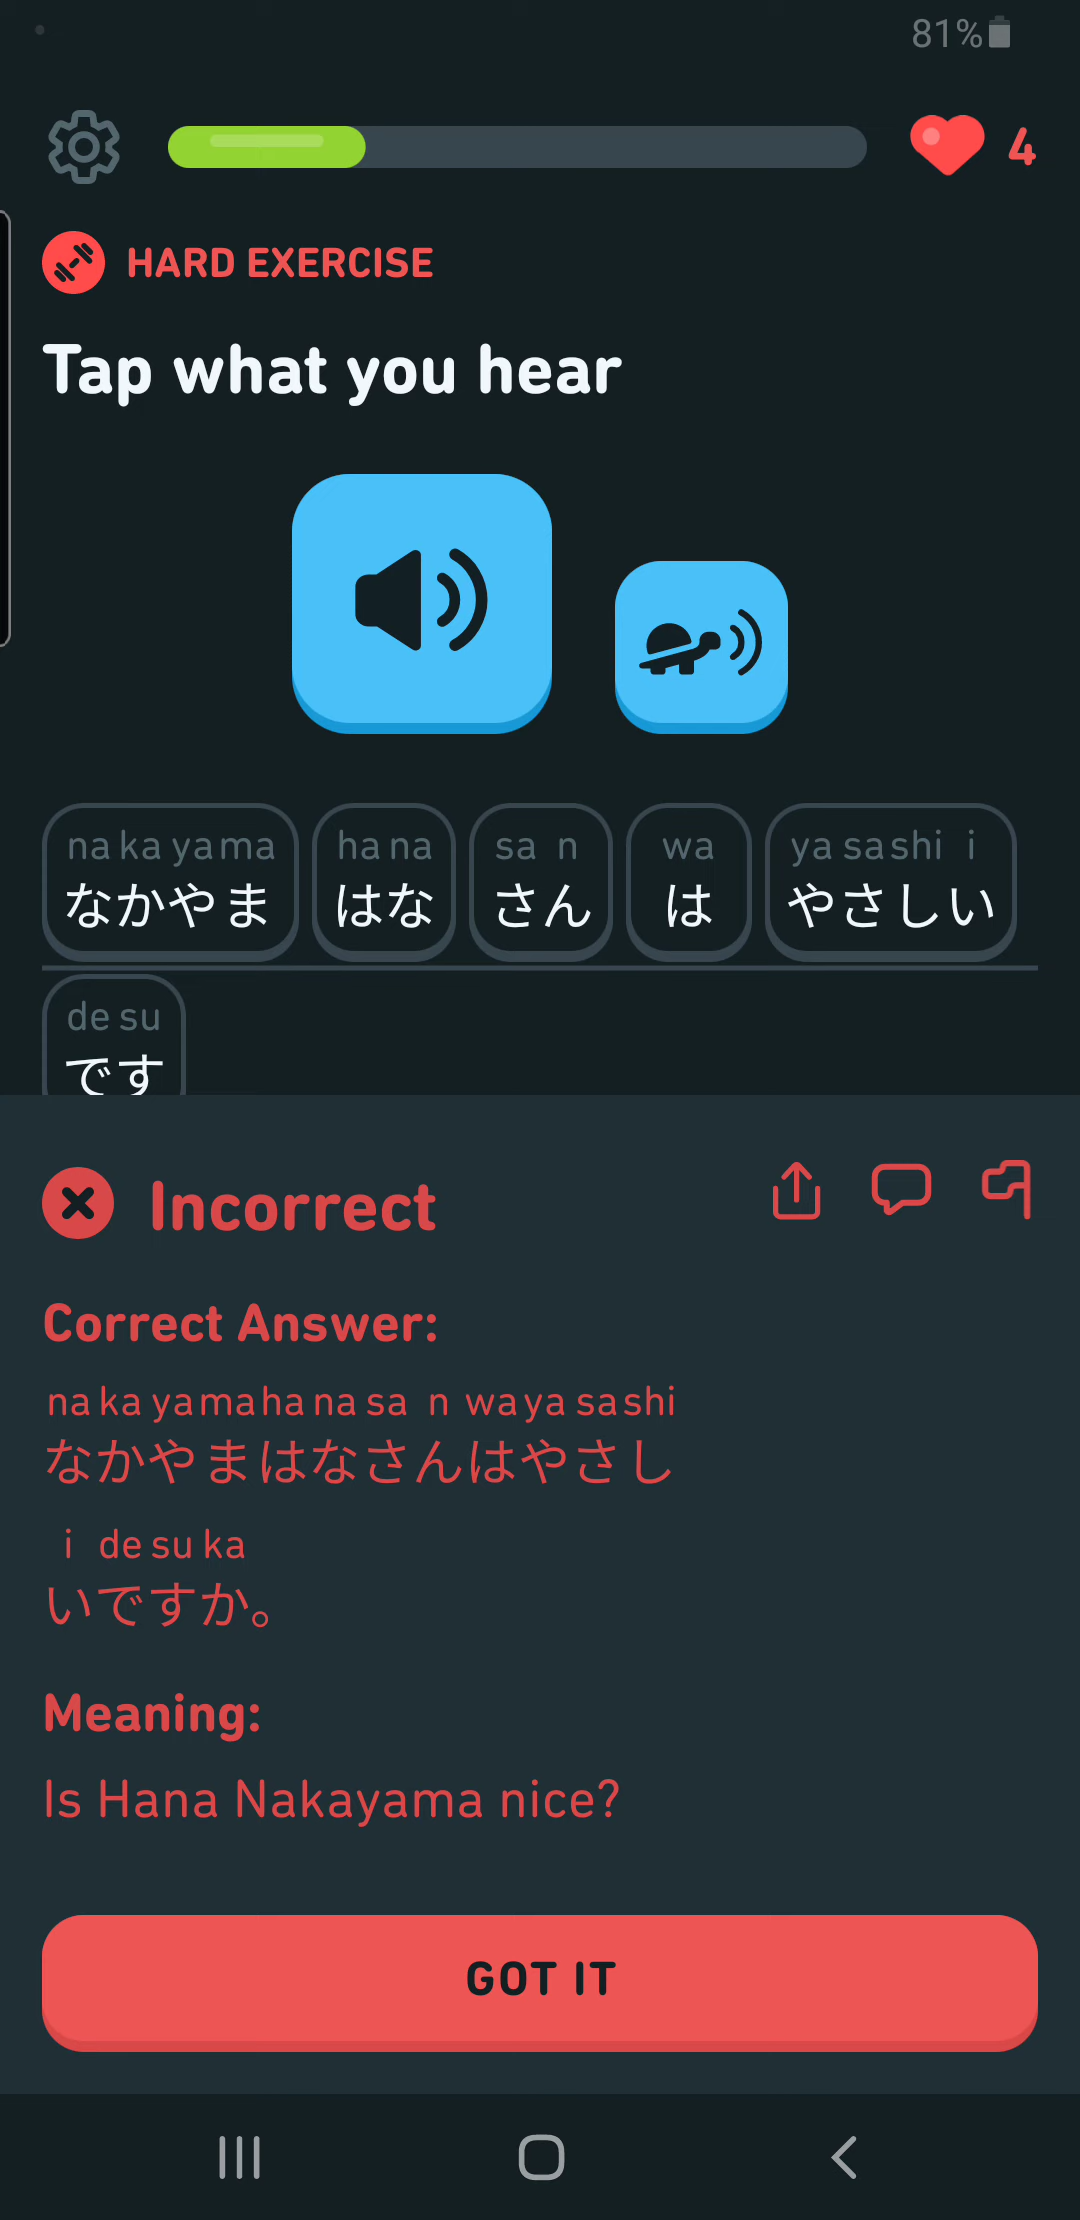 81%
4
HARD EXERCISE
Tap what you hear
na ka ya ma ha na sa n wa ya sa shi i
なかやま はな さん は やさしい
de su
です
Incorrect
Correct Answer:
na ka ya ma ha na sa n wa ya sa shi
なかやまはなさんはやさし
i de su ka
いですか。
Meaning:
Is Hana Nakayama nice?
GOT IT